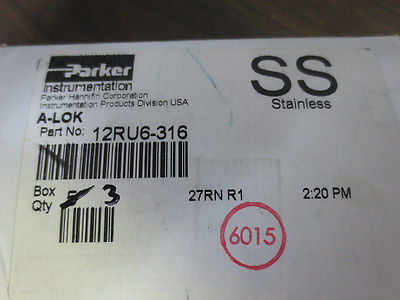 Parker
Instrumentation
Parker Hannifin Corporation
Instrumentation Products Division USA
SS
Stainless
A-LOK
Part No: 12RU6-316
Box
Qty 3
27RN R1 2:20 PM
6015